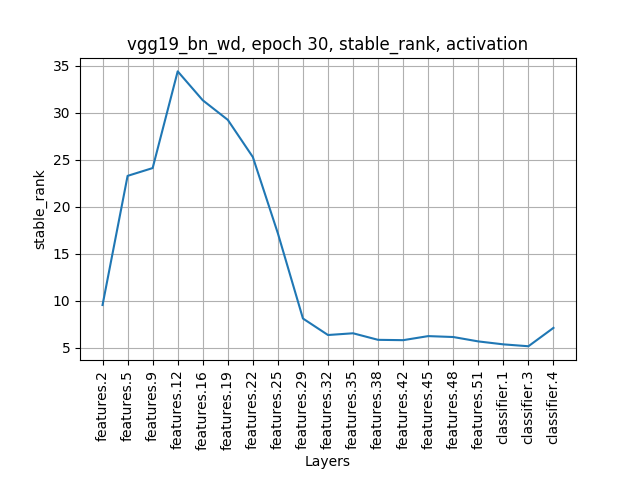 vgg19_bn_wd, epoch 30, stable_rank, activation
35
30
25
20
15
10
5
stable_rank
features.2
features.5
features.9
features.12
features.16
features.19
features.22
features.25
features.29
features.32
features.35
features.38
features.42
features.45
features.48
features.51
classifier.1
classifier.3
classifier.4
Layers